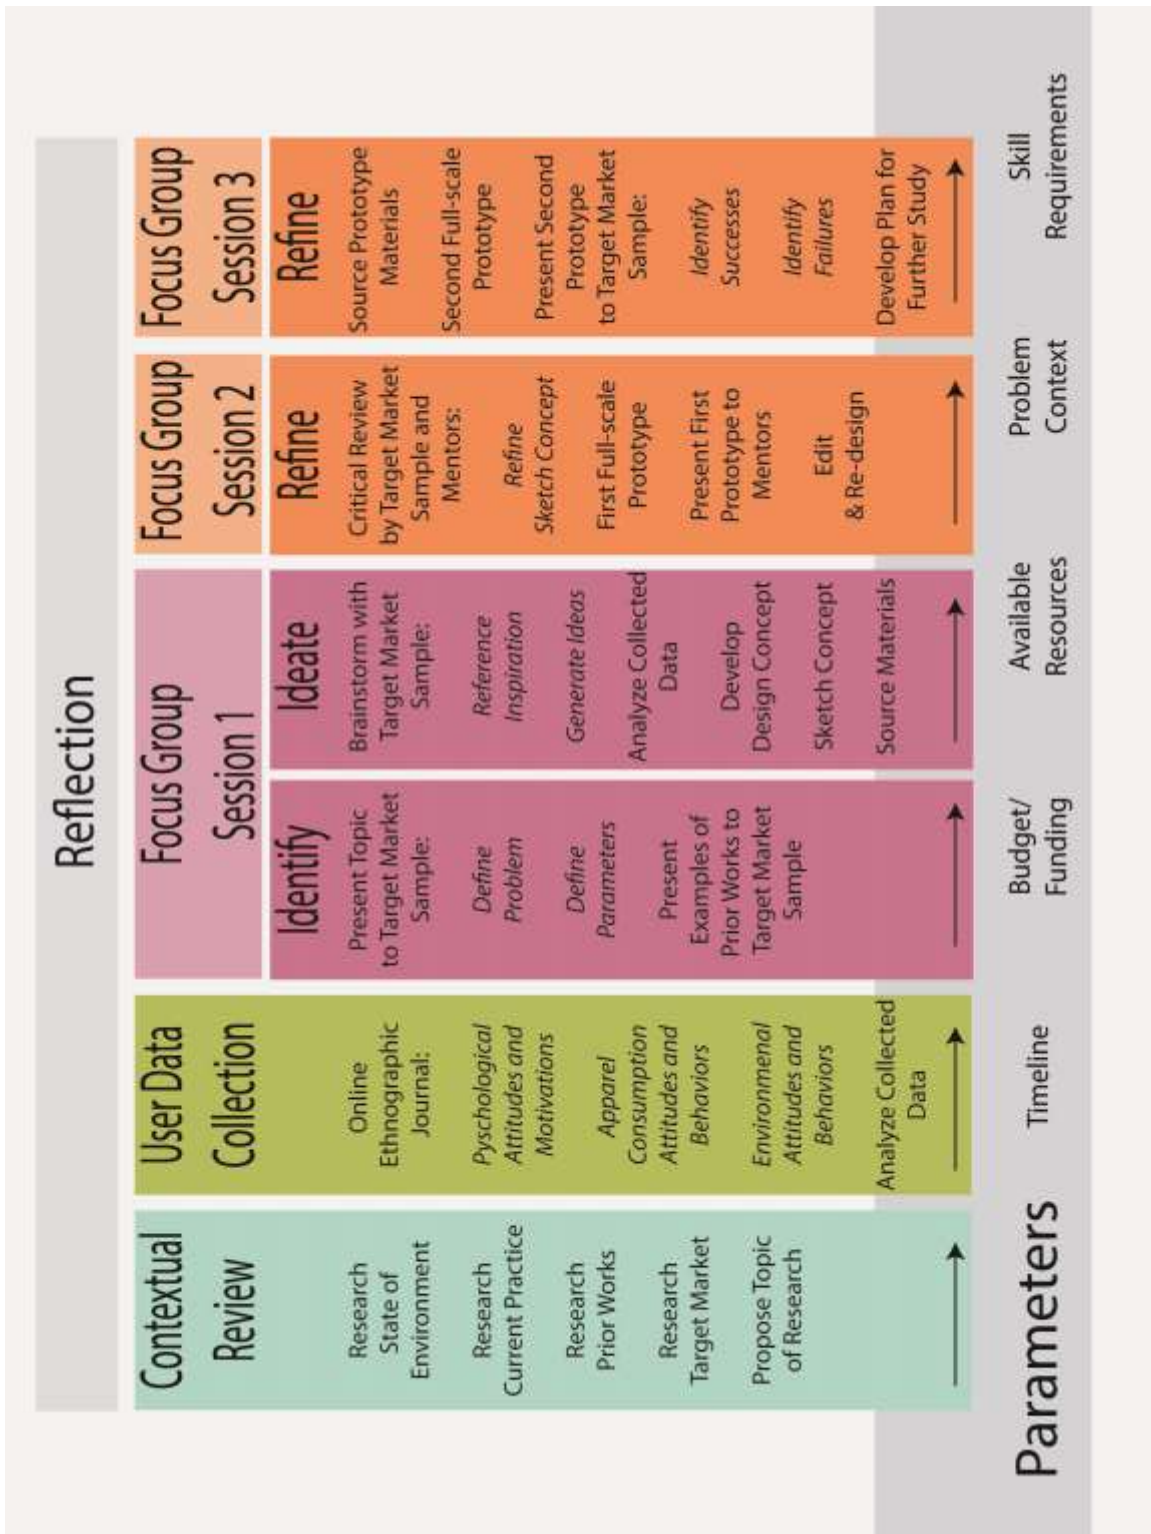 Reflection
Contextual
Review
Research
State of
Environment
Research
Current Practice
Research
Prior Works
Research
Target Market
Propose Topic
of Research
User Data
Collection
Online
Ethnographic
Journal:
Pyschological
Attitudes and
Motivations
Apparel
Consumption
Attitudes and
Behaviors
Environmenal
Attitudes and
Behaviors
Analyze Collected
Data
Focus Group
Session 1
Identify
Present Topic
to Target Market
Sample:
Define
Problem
Define
Parameters
Present
Examples of
Prior Works to
Target Market
Sample
Ideate
Brainstorm with
Target Market
Sample:
Reference
Inspiration
Generate Ideas
Analyze Collected
Data
Develop
Design Concept
Sketch Concept
Source Materials
Focus Group
Session 2
Refine
Critical Review
by Target Market
Sample and
Mentors:
Refine
Sketch Concept
First Full-scale
Prototype
Present First
Prototype to
Mentors
Edit
& Re-design
Focus Group
Session 3
Refine
Source Prototype
Materials
Second Full-scale
Prototype
Present Second
Prototype
to Target Market
Sample:
Identify
Successes
Identify
Failures
Develop Plan for
Further Study
Parameters
Timeline
Budget/
Funding
Available
Resources
Problem
Context
Skill
Requirements